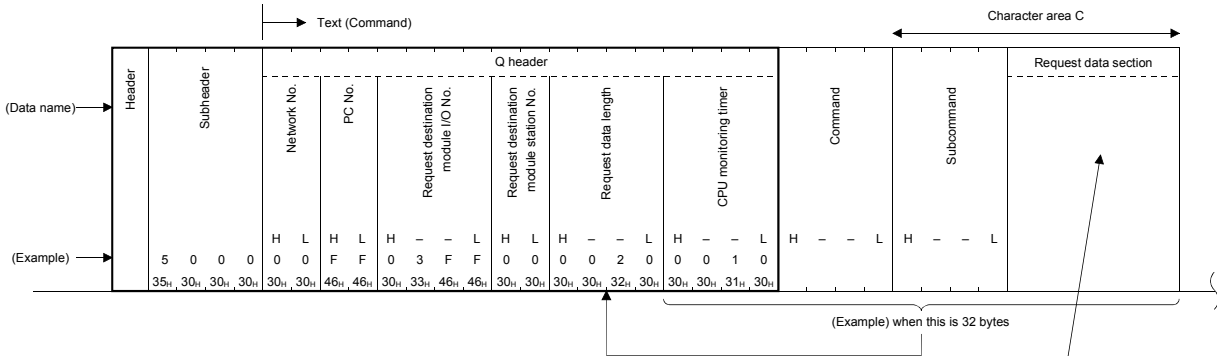 Text (Command)
Character area C
Q header
Request data section
(Data name)
Header
Subheader
Network No.
PC No.
Request destination
module I/O No.
Request destination
module station No.
Request data length
CPU monitoring timer
Command
Subcommand
H L H L H – – L H L H – – L H – – L H – – L H – – L
(Example)
5 0 0 0 0 0 F F 0 3 F F 0 0 0 0 2 0 0 0 1 0
35H 30H 30H 30H 30H 30H 46H 46H 30H 33H 46H 46H 30H 30H 30H 30H 32H 30H 30H 30H 31H 30H
(Example) when this is 32 bytes